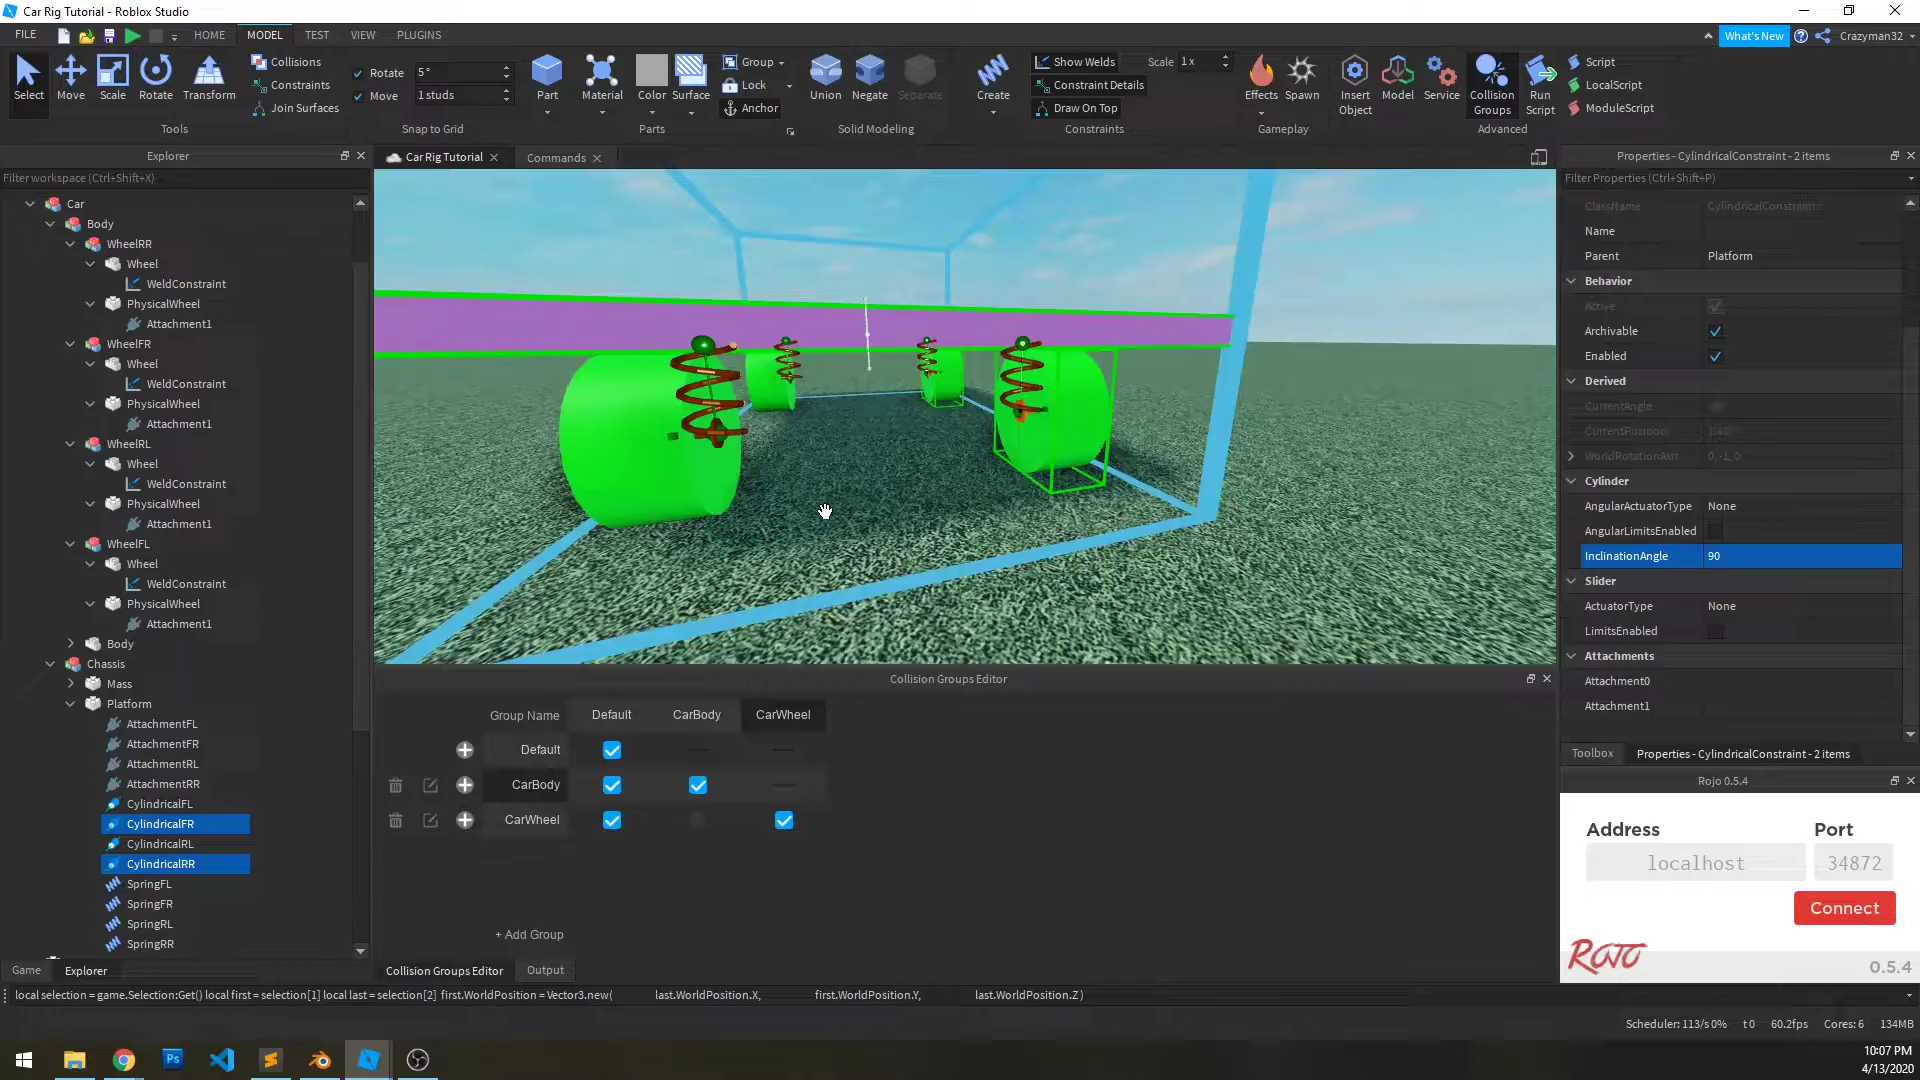 Car Rig Tutorial - Roblox Studio
FILE
HOME
MODEL
TEST
VIEW
PLUGINS
What's New
Crazyman32
Select
Move
Scale
Rotate
Transform
Collisions
Constraints
Join Surfaces
Tools
Rotate
5°
Move
1 studs
Snap to Grid
Part
Material
Color
Surface
Group
Lock
Anchor
Parts
Union
Negate
Separate
Solid Modeling
Create
Show Welds
Constraint Details
Draw On Top
Scale 1 x
Constraints
Effects
Spawn
Gameplay
Insert Object
Model
Service
Collision Groups
Run Script
Script
LocalScript
ModuleScript
Advanced
Explorer
Filter workspace (Ctrl+Shift+X)
Car
Body
WheelRR
Wheel
WeldConstraint
PhysicalWheel
Attachment1
WheelFR
Wheel
WeldConstraint
PhysicalWheel
Attachment1
WheelRL
Wheel
WeldConstraint
PhysicalWheel
Attachment1
WheelFL
Wheel
WeldConstraint
PhysicalWheel
Attachment1
Body
Chassis
Mass
Platform
AttachmentFL
AttachmentFR
AttachmentRL
AttachmentRR
CylindricalFL
CylindricalFR
CylindricalRL
CylindricalRR
SpringFL
SpringFR
SpringRL
SpringRR
Game
Explorer
Car Rig Tutorial
Commands
Collision Groups Editor
Group Name Default CarBody CarWheel
Default
CarBody
CarWheel
+ Add Group
Collision Groups Editor
Output
Properties - CylindricalConstraint - 2 items
Filter Properties (Ctrl+Shift+P)
ClassName CylindricalConstraint
Name
Parent Platform
Behavior
Active
Archivable
Enabled
Derived
CurrentAngle
CurrentPosition
WorldRotationAxis 0, -1, 0
Cylinder
AngularActuatorType None
AngularLimitsEnabled
InclinationAngle 90
Slider
ActuatorType None
LimitsEnabled
Attachments
Attachment0
Attachment1
Toolbox
Properties - CylindricalConstraint - 2 items
Rojo 0.5.4
Address Port
localhost 34872
Connect
ROJO
0.5.4
local selection = game.Selection:Get() local first = selection[1] local last = selection[2] first.WorldPosition = Vector3.new( last.WorldPosition.X, first.WorldPosition.Y, last.WorldPosition.Z)
Scheduler: 113/s 0% t 0 60.2fps Cores: 6 134MB
Ps
10:07 PM
4/13/2020